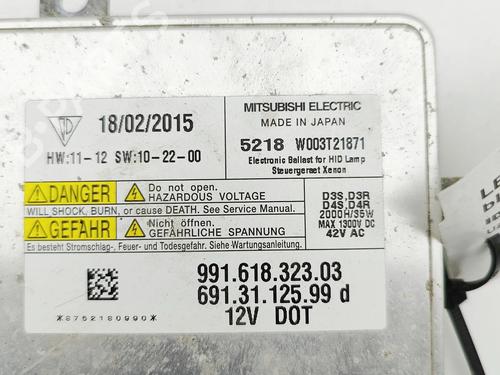 MITSUBISHI ELECTRIC
18/02/2015
MADE IN JAPAN
5218 W003T21871
HW:11-12 SW:10-22-00
Electronic Ballast for HID Lamp
Steuergeraet Xenon
DANGER
Do not open.
HAZARDOUS VOLTAGE
WILL SHOCK, BURN, or cause DEATH. See Service Manual.
GEFAHR
Nicht öffnen.
GEFÄHRLICHE SPANNUNG
Es besteht Stromschlag-, Feuer- und Todesgefahr. Siehe Wartungsanleitung.
D3S,D3R
D4S,D4R
2000H/35W
MAX 1300V DC
42V AC
991.618.323.03
691.31.125.99 d
12V DOT
*8752180990*